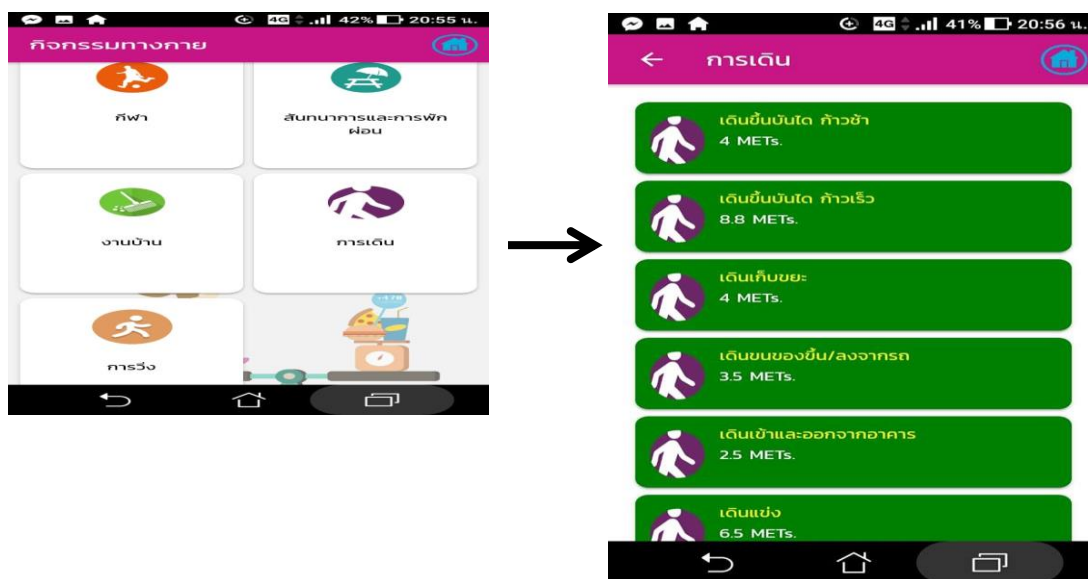 4G 42% 20:55 น.
กิจกรรมทางกาย
กีฬา
สันทนาการและการพัก
ผ่อน
งานบ้าน
การเดิน
การวิ่ง
4G 41% 20:56 น.
การเดิน
เดินขึ้นบันได ก้าวช้า
4 METs.
เดินขึ้นบันได ก้าวเร็ว
8.8 METs.
เดินเก็บขยะ
4 METs.
เดินขนของขึ้น/ลงจากรถ
3.5 METs.
เดินเข้าและออกจากอาคาร
2.5 METs.
เดินแข่ง
6.5 METs.